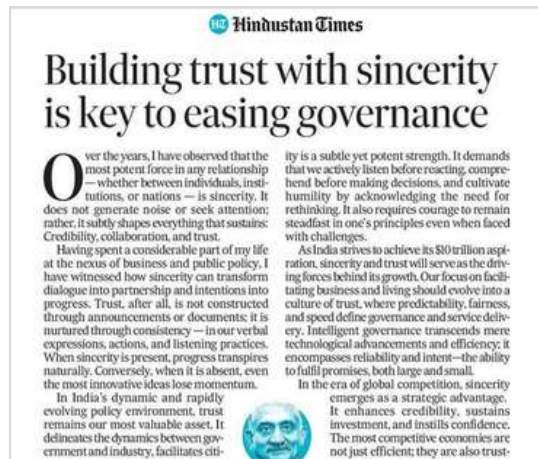 HT Hindustan Times
Building trust with sincerity
is key to easing governance
Over the years, I have observed that the
most potent force in any relationship
— whether between individuals, insti-
tutions, or nations — is sincerity. It
does not generate noise or seek attention;
rather, it subtly shapes everything that sustains:
Credibility, collaboration, and trust.
Having spent a considerable part of my life
at the nexus of business and public policy, I
have witnessed how sincerity can transform
dialogue into partnership and intentions into
progress. Trust, after all, is not constructed
through announcements or documents; it is
nurtured through consistency — in our verbal
expressions, actions, and listening practices.
When sincerity is present, progress transpires
naturally. Conversely, when it is absent, even
the most innovative ideas lose momentum.
In India's dynamic and rapidly
evolving policy environment, trust
remains our most valuable asset. It
delineates the dynamics between gov-
ernment and industry, facilitates citi-
ity is a subtle yet potent strength. It demands
that we actively listen before reacting, compre-
hend before making decisions, and cultivate
humility by acknowledging the need for
rethinking. It also requires courage to remain
steadfast in one's principles even when faced
with challenges.
As India strives to achieve its $10 trillion aspi-
ration, sincerity and trust will serve as the driv-
ing forces behind its growth. Our focus on facili-
tating business and living should evolve into a
culture of trust, where predictability, fairness,
and speed define governance and service deliv-
ery. Intelligent governance transcends mere
technological advancements and efficiency; it
encompasses reliability and intent—the ability
to fulfil promises, both large and small.
In the era of global competition, sincerity
emerges as a strategic advantage.
It enhances credibility, sustains
investment, and instills confidence.
The most competitive economies are
not just efficient; they are also trust-